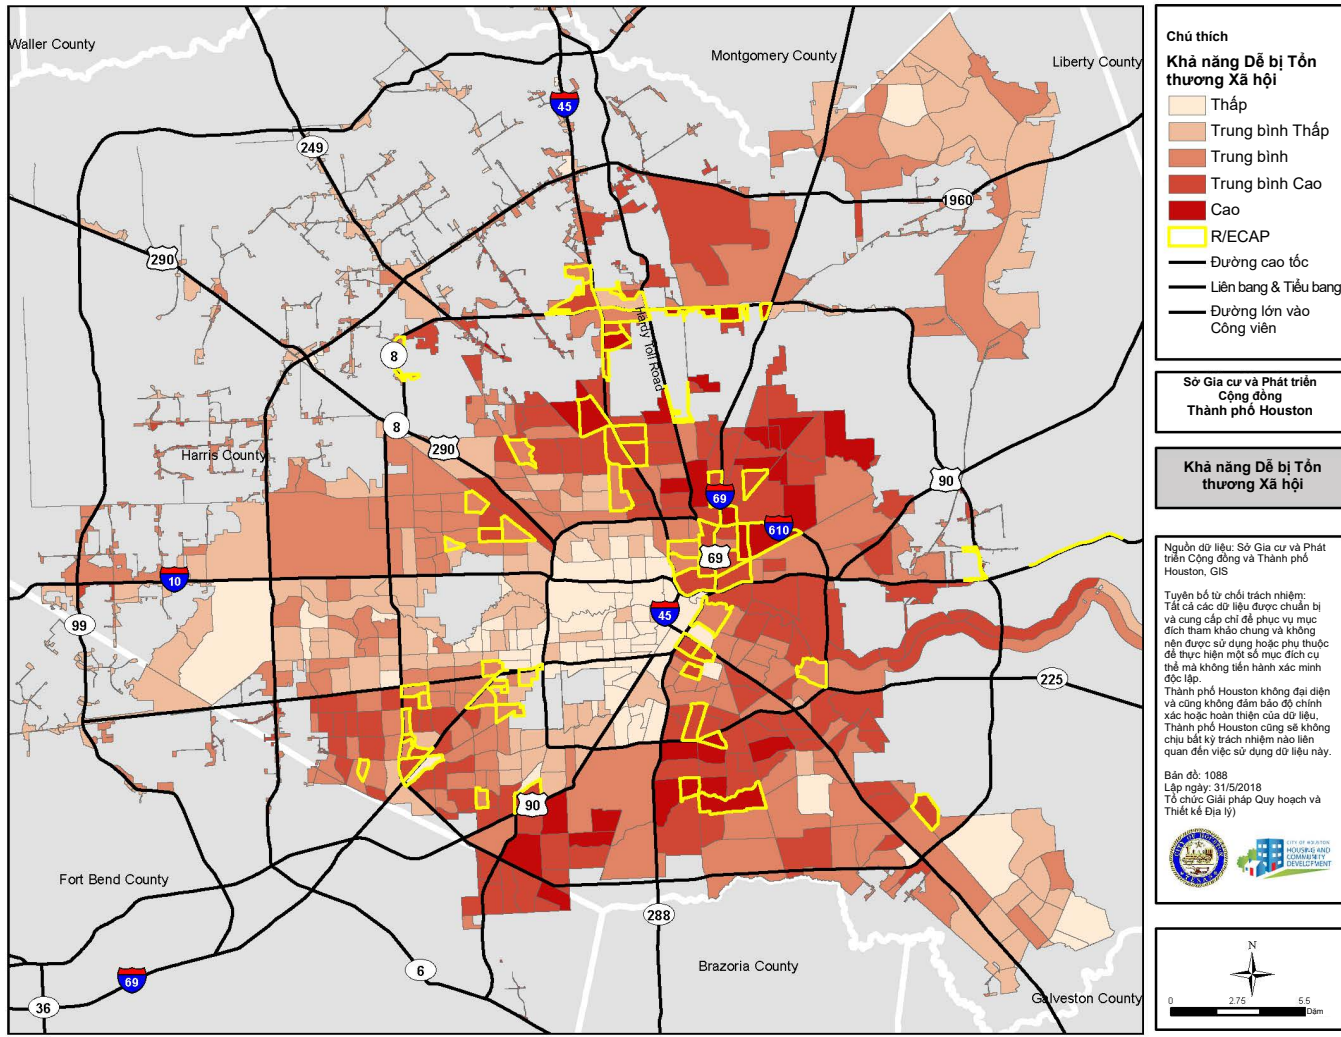 Waller County
Montgomery County
Liberty County
45
249
1960
290
8
Hardy Toll Road
8
290
Harris County
90
69
610
69
10
45
99
225
90
Fort Bend County
288
Brazoria County
6
69
36
Galveston County
Chú thích
Khả năng Dễ bị Tổn
thương Xã hội
Thấp
Trung bình Thấp
Trung bình
Trung bình Cao
Cao
R/ECAP
Đường cao tốc
Liên bang & Tiểu bang
Đường lớn vào
Công viên
Sở Gia cư và Phát triển
Cộng đồng
Thành phố Houston
Khả năng Dễ bị Tổn
thương Xã hội
Nguồn dữ liệu: Sở Gia cư và Phát
triển Cộng đồng và Thành phố
Houston, GIS
Tuyên bố từ chối trách nhiệm:
Tất cả các dữ liệu được chuẩn bị
và cung cấp chỉ để phục vụ mục
đích tham khảo chung và không
nên được sử dụng hoặc phụ thuộc
để thực hiện một số mục đích cụ
thể mà không tiến hành xác minh
độc lập.
Thành phố Houston không đại diện
và cũng không đảm bảo độ chính
xác hoặc hoàn thiện của dữ liệu,
Thành phố Houston cũng sẽ không
chịu bất kỳ trách nhiệm nào liên
quan đến việc sử dụng dữ liệu này.
Bản đồ: 1088
Lập ngày: 31/5/2018
Tổ chức Giải pháp Quy hoạch và
Thiết kế Địa lý)
CITY OF HOUSTON
TEXAS
CITY OF HOUSTON
HOUSING AND
COMMUNITY
DEVELOPMENT
N
0 2.75 5.5
Dặm